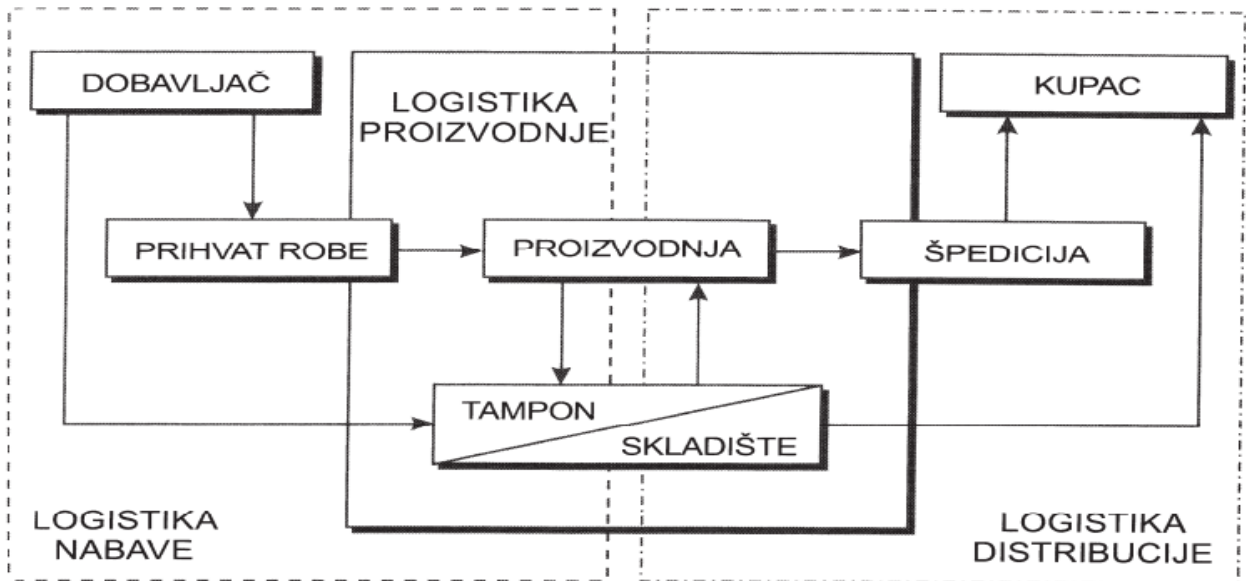 DOBAVLJAČ
LOGISTIKA
PROIZVODNJE
KUPAC
PRIHVAT ROBE
PROIZVODNJA
ŠPEDICIJA
TAMPON
SKLADIŠTE
LOGISTIKA
NABAVE
LOGISTIKA
DISTRIBUCIJE